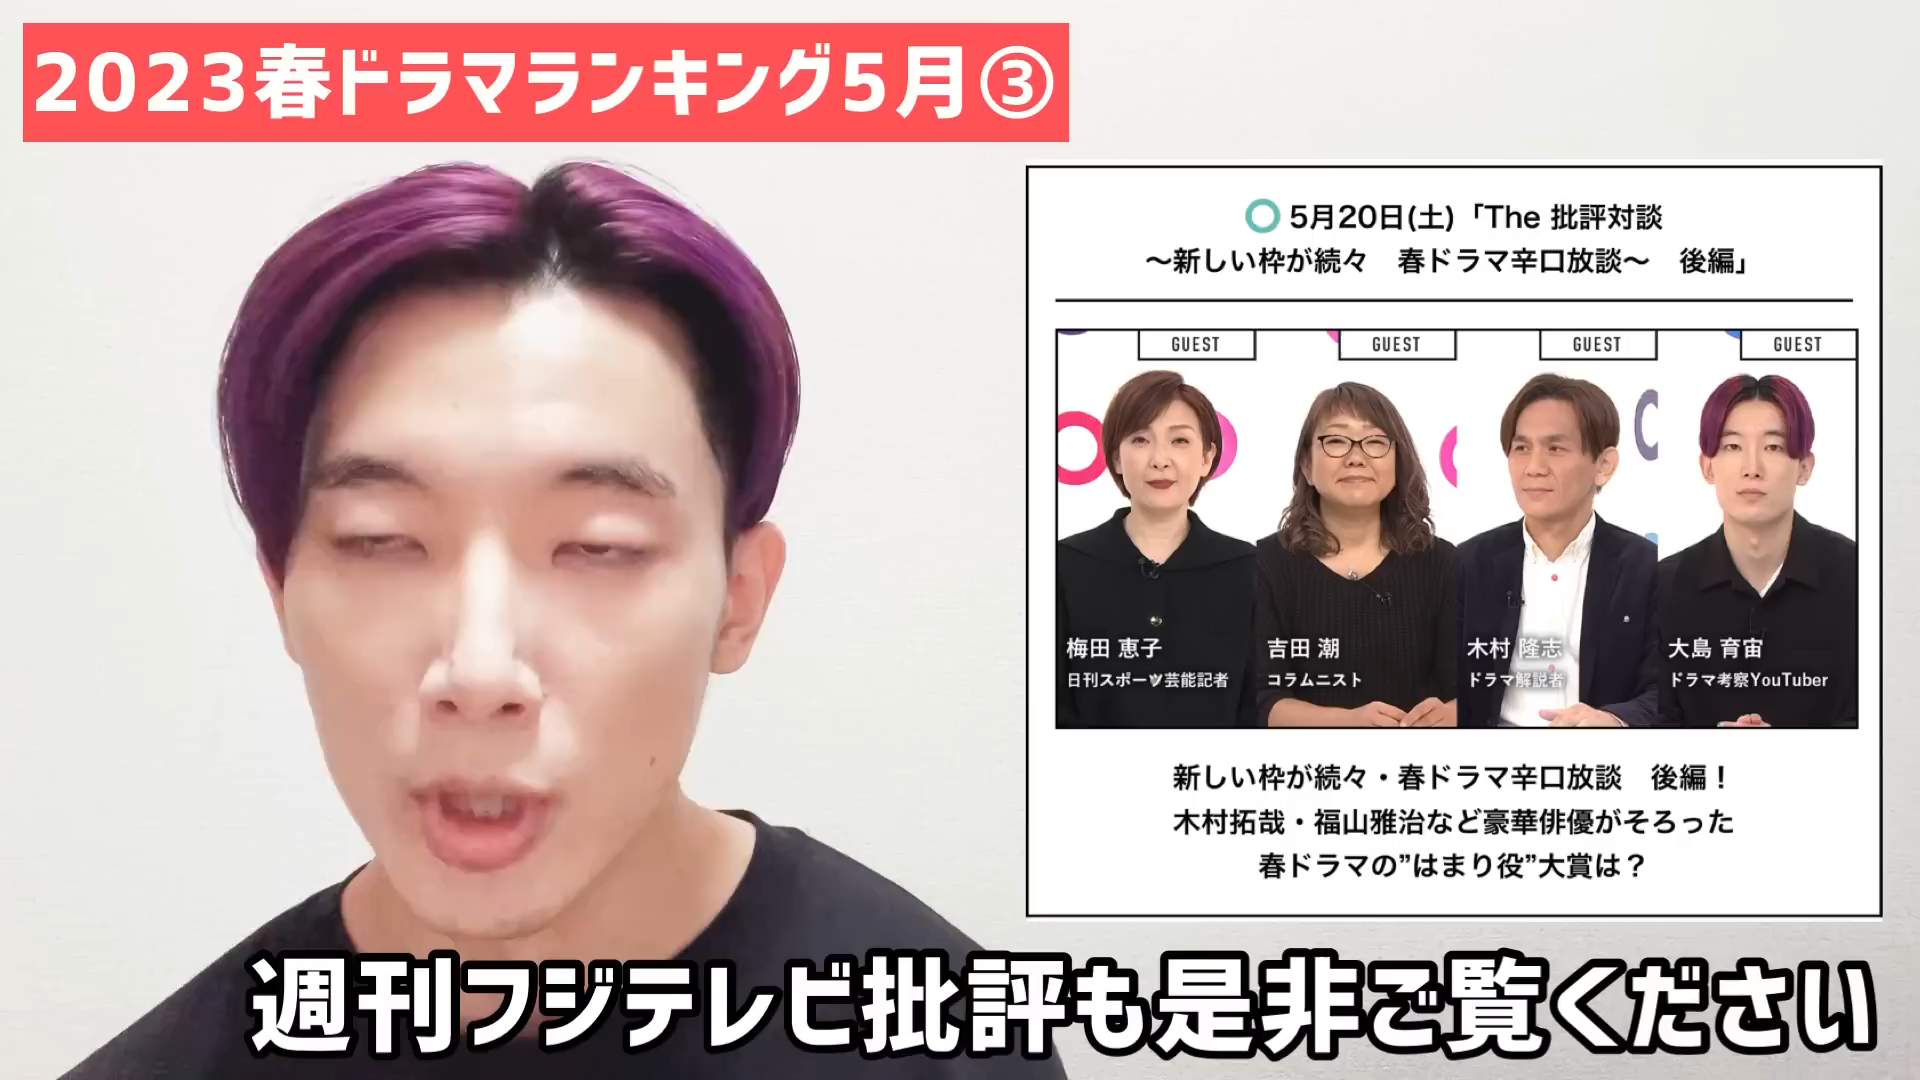 2023春ドラマランキング5月③
5月20日(土)「The 批評対談
〜新しい枠が続々　春ドラマ辛口放談〜　後編」
GUEST
GUEST
GUEST
GUEST
梅田 恵子
日刊スポーツ芸能記者
吉田 潮
コラムニスト
木村 隆志
ドラマ解説者
大島 育宙
ドラマ考察YouTuber
新しい枠が続々・春ドラマ辛口放談　後編！
木村拓哉・福山雅治など豪華俳優がそろった
春ドラマの”はまり役”大賞は？
週刊フジテレビ批評も是非ご覧ください